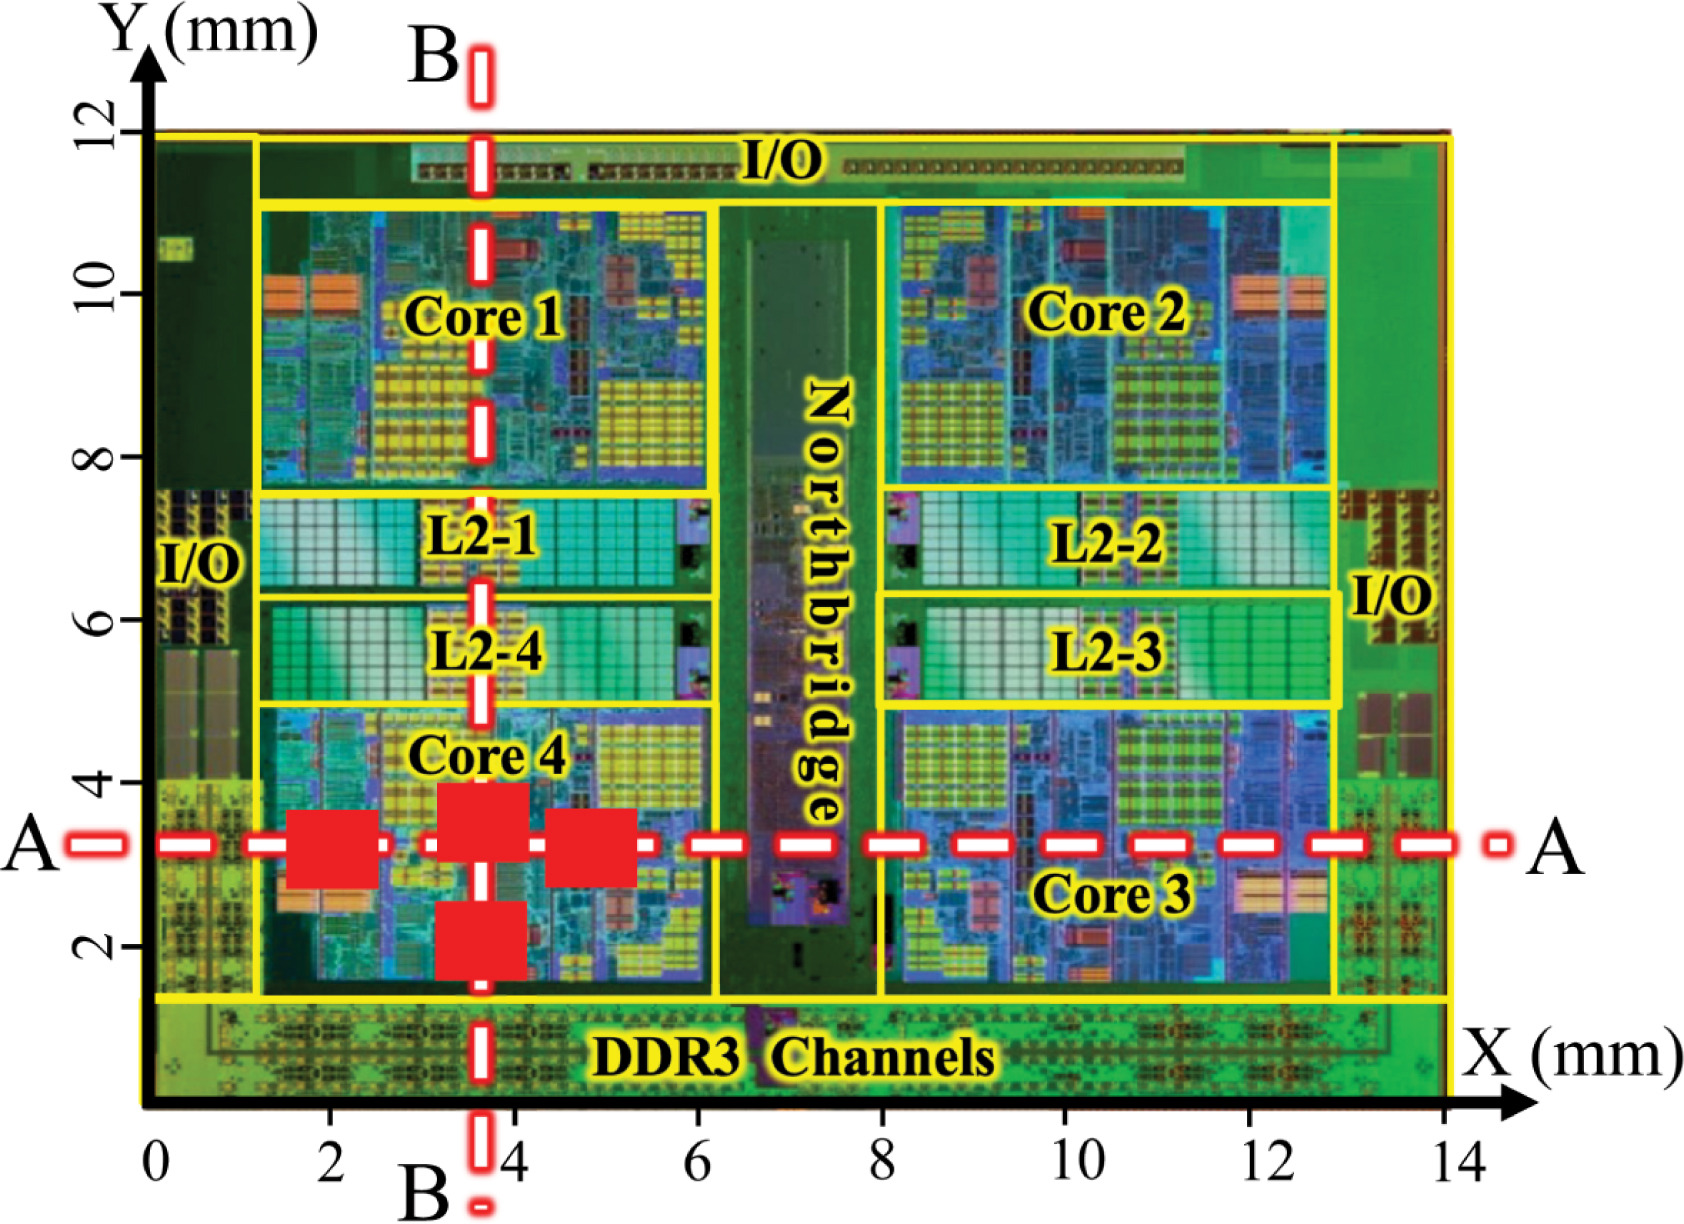 Y (mm)
B
12
I/O
10
Core 1
Core 2
Northbridge
8
L2-1
L2-2
I/O
I/O
6
L2-4
L2-3
Core 4
4
A
A
Core 3
2
DDR3 Channels
X (mm)
0 2 4 6 8 10 12 14
B